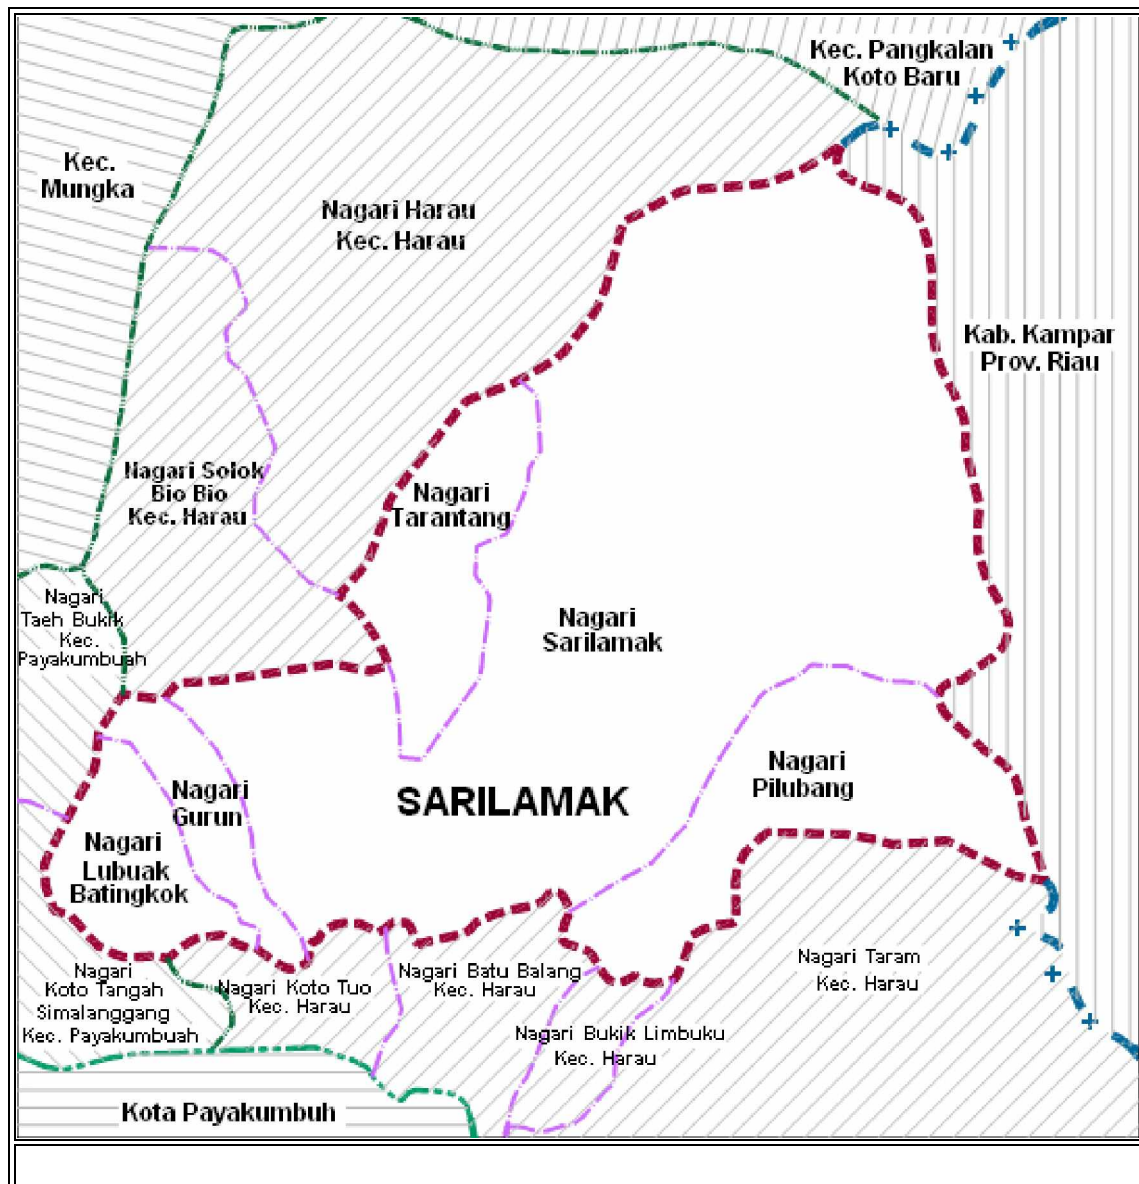 Kec. Pangkalan
Koto Baru
Kec.
Mungka
Nagari Harau
Kec. Harau
Kab. Kampar
Prov. Riau
Nagari Solok
Bio Bio
Kec. Harau
Nagari
Tarantang
Nagari
Taeh Bukik
Kec.
Payakumbuah
Nagari
Sarilamak
Nagari
Pilubang
Nagari
Gurun
SARILAMAK
Nagari
Lubuak
Batingkok
Nagari Taram
Kec. Harau
Nagari
Koto Tangah
Simalanggang
Kec. Payakumbuah
Nagari Koto Tuo
Kec. Harau
Nagari Batu Balang
Kec. Harau
Nagari Bukik Limbuku
Kec. Harau
Kota Payakumbuh